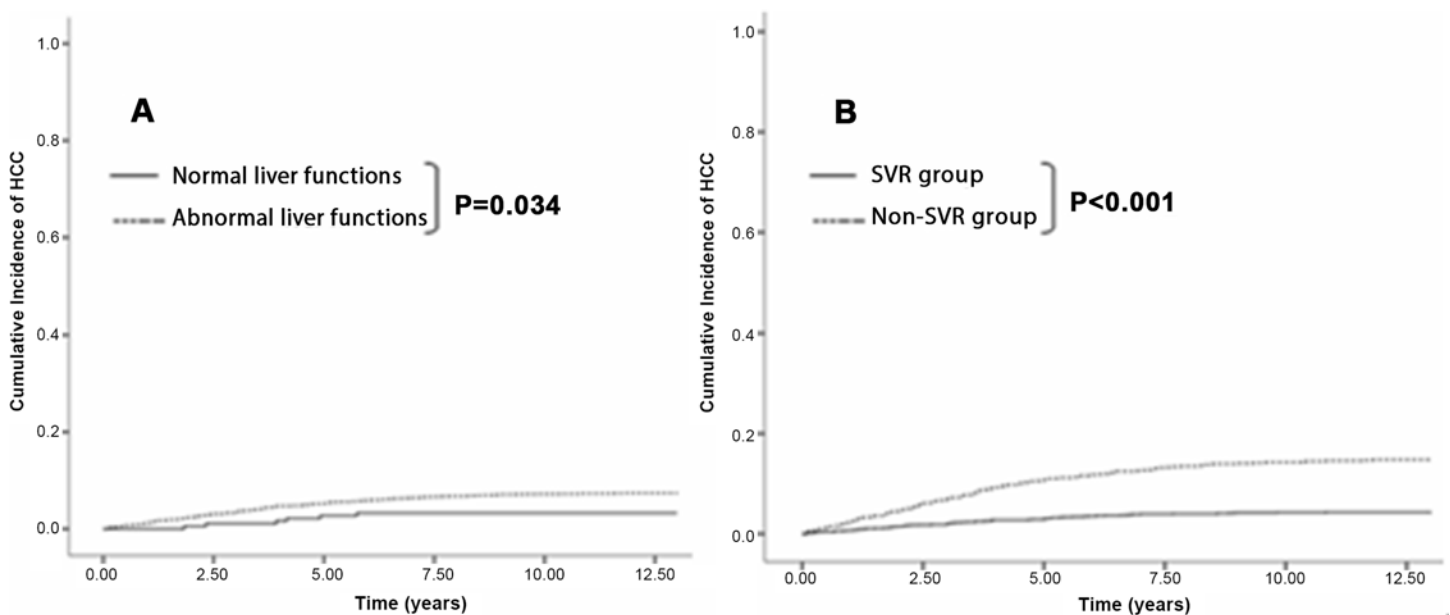 A
Cumulative Incidence of HCC
1.0
0.8
0.6
0.4
0.2
0.0
Normal liver functions
Abnormal liver functions
P=0.034
0.00 2.50 5.00 7.50 10.00 12.50
Time (years)
B
Cumulative Incidence of HCC
1.0
0.8
0.6
0.4
0.2
0.0
SVR group
Non-SVR group
P<0.001
0.00 2.50 5.00 7.50 10.00 12.50
Time (years)